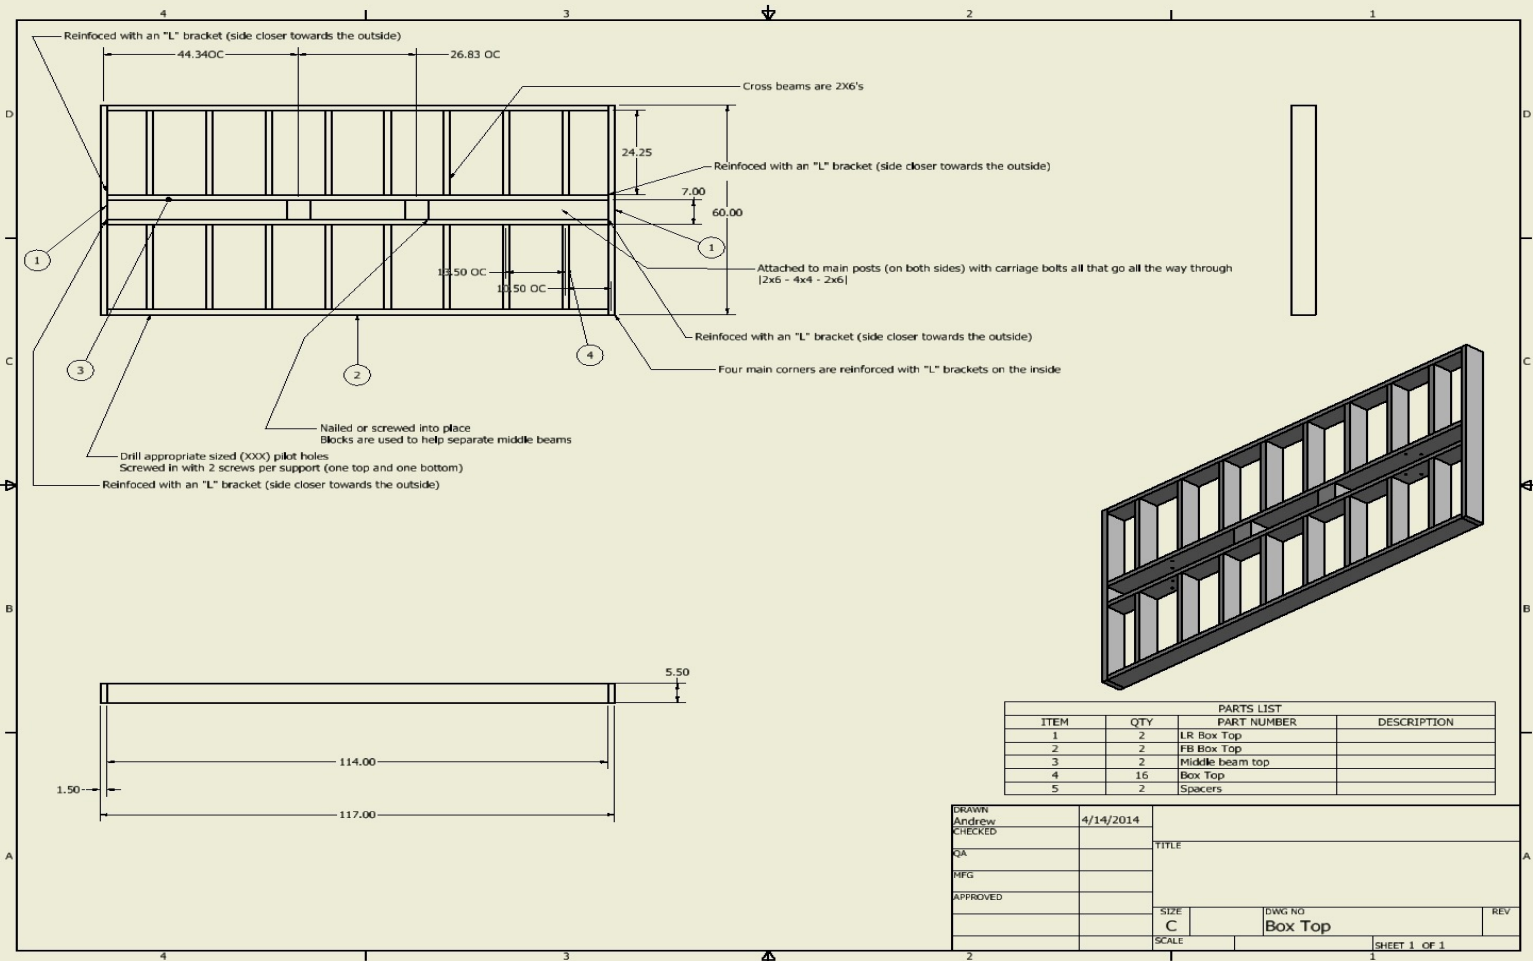 4 3 2 1
Reinfoced with an "L" bracket (side closer towards the outside)
44.34OC
26.83 OC
Cross beams are 2X6's
D
D
24.25
Reinfoced with an "L" bracket (side closer towards the outside)
7.00
60.00
1
1
13.50 OC
10.50 OC
Attached to main posts (on both sides) with carriage bolts all that go all the way through
|2x6 - 4x4 - 2x6|
Reinfoced with an "L" bracket (side closer towards the outside)
C
C
3
2
4
Four main corners are reinforced with "L" brackets on the inside
Nailed or screwed into place
Blocks are used to help separate middle beams
Drill appropriate sized (XXX) pilot holes
Screwed in with 2 screws per support (one top and one bottom)
Reinfoced with an "L" bracket (side closer towards the outside)
B
B
5.50
114.00
1.50
117.00
PARTS LIST
ITEM QTY PART NUMBER DESCRIPTION
1 2 LR Box Top
2 2 FB Box Top
3 2 Middle beam top
4 16 Box Top
5 2 Spacers
A
A
DRAWN
Andrew 4/14/2014
CHECKED
QA
MFG
APPROVED
TITLE
SIZE
C
DWG NO
Box Top
REV
SCALE
SHEET 1 OF 1
4 3 2 1